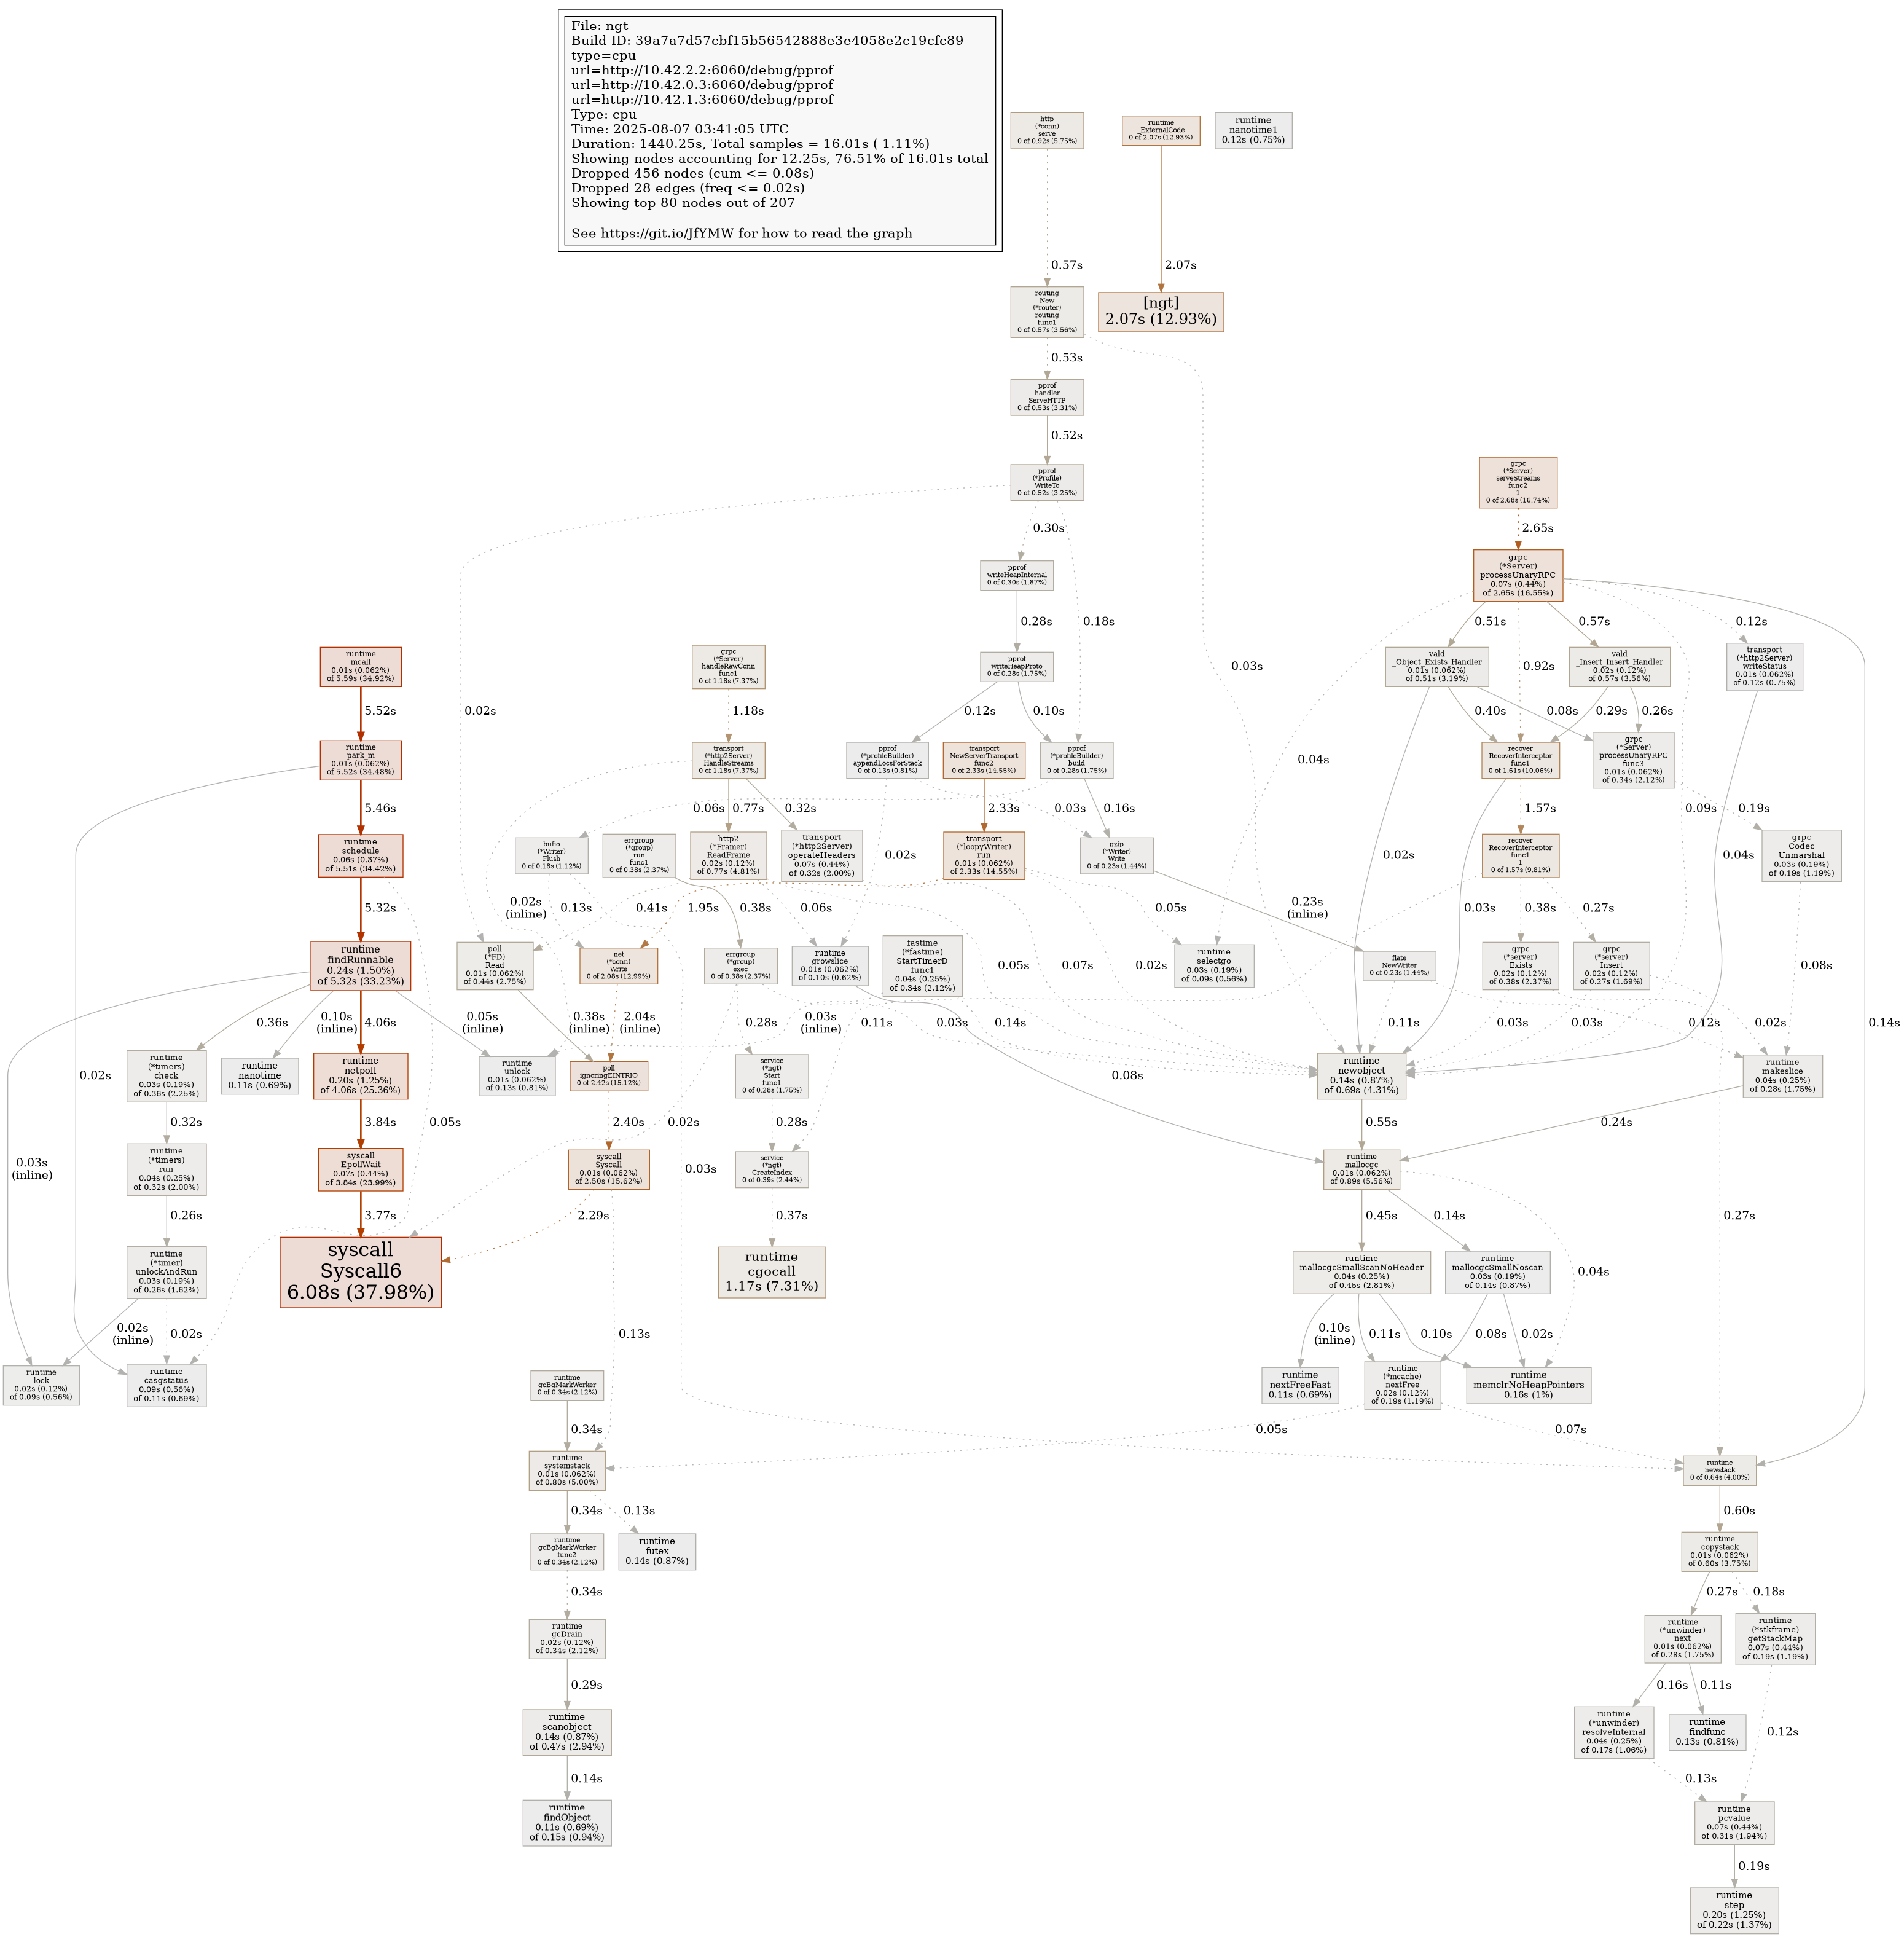 File: ngt
Build ID: 39a7a7d57cbf15b56542888e3e4058e2c19cfc89
type=cpu
url=http://10.42.2.2:6060/debug/pprof
url=http://10.42.0.3:6060/debug/pprof
url=http://10.42.1.3:6060/debug/pprof
Type: cpu
Time: 2025-08-07 03:41:05 UTC
Duration: 1440.25s, Total samples = 16.01s ( 1.11%)
Showing nodes accounting for 12.25s, 76.51% of 16.01s total
Dropped 456 nodes (cum <= 0.08s)
Dropped 28 edges (freq <= 0.02s)
Showing top 80 nodes out of 207
See https://git.io/JfYMW for how to read the graph
http
(*conn)
serve
0 of 0.92s (5.75%)
runtime
_ExternalCode
0 of 2.07s (12.93%)
runtime
nanotime1
0.12s (0.75%)
0.57s
2.07s
routing
New
(*router)
routing
func1
0 of 0.57s (3.56%)
[ngt]
2.07s (12.93%)
0.53s
pprof
handler
ServeHTTP
0 of 0.53s (3.31%)
0.52s
pprof
(*Profile)
WriteTo
0 of 0.52s (3.25%)
grpc
(*Server)
serveStreams
func2
1
0 of 2.68s (16.74%)
0.30s
2.65s
pprof
writeHeapInternal
0 of 0.30s (1.87%)
grpc
(*Server)
processUnaryRPC
0.07s (0.44%)
of 2.65s (16.55%)
0.28s
0.18s
0.51s
0.57s
0.12s
runtime
mcall
0.01s (0.062%)
of 5.59s (34.92%)
grpc
(*Server)
handleRawConn
func1
0 of 1.18s (7.37%)
pprof
writeHeapProto
0 of 0.28s (1.75%)
0.03s
vald
_Object_Exists_Handler
0.01s (0.062%)
of 0.51s (3.19%)
0.92s
vald
_Insert_Insert_Handler
0.02s (0.12%)
of 0.57s (3.56%)
transport
(*http2Server)
writeStatus
0.01s (0.062%)
of 0.12s (0.75%)
5.52s
0.02s
1.18s
0.12s
0.10s
0.40s
0.08s
0.29s
0.26s
0.14s
runtime
park_m
0.01s (0.062%)
of 5.52s (34.48%)
transport
(*http2Server)
HandleStreams
0 of 1.18s (7.37%)
pprof
(*profileBuilder)
appendLocsForStack
0 of 0.13s (0.81%)
transport
NewServerTransport
func2
0 of 2.33s (14.55%)
pprof
(*profileBuilder)
build
0 of 0.28s (1.75%)
0.04s
recover
RecoverInterceptor
func1
0 of 1.61s (10.06%)
grpc
(*Server)
processUnaryRPC
func3
0.01s (0.062%)
of 0.34s (2.12%)
5.46s
0.06s
0.77s
0.32s
2.33s
0.03s
0.16s
1.57s
0.09s
0.19s
runtime
schedule
0.06s (0.37%)
of 5.51s (34.42%)
bufio
(*Writer)
Flush
0 of 0.18s (1.12%)
errgroup
(*group)
run
func1
0 of 0.38s (2.37%)
http2
(*Framer)
ReadFrame
0.02s (0.12%)
of 0.77s (4.81%)
transport
(*http2Server)
operateHeaders
0.07s (0.44%)
of 0.32s (2.00%)
0.02s
transport
(*loopyWriter)
run
0.01s (0.062%)
of 2.33s (14.55%)
gzip
(*Writer)
Write
0 of 0.23s (1.44%)
0.02s
recover
RecoverInterceptor
func1
1
0 of 1.57s (9.81%)
0.04s
grpc
Codec
Unmarshal
0.03s (0.19%)
of 0.19s (1.19%)
5.32s
0.02s
(inline)
0.13s
0.41s
1.95s
0.38s
0.06s
0.05s
0.23s
(inline)
0.03s
0.38s
0.27s
runtime
findRunnable
0.24s (1.50%)
of 5.32s (33.23%)
poll
(*FD)
Read
0.01s (0.062%)
of 0.44s (2.75%)
net
(*conn)
Write
0 of 2.08s (12.99%)
errgroup
(*group)
exec
0 of 0.38s (2.37%)
runtime
growslice
0.01s (0.062%)
of 0.10s (0.62%)
fastime
(*fastime)
StartTimerD
func1
0.04s (0.25%)
of 0.34s (2.12%)
0.05s
0.07s
0.02s
runtime
selectgo
0.03s (0.19%)
of 0.09s (0.56%)
flate
NewWriter
0 of 0.23s (1.44%)
grpc
(*server)
Exists
0.02s (0.12%)
of 0.38s (2.37%)
grpc
(*server)
Insert
0.02s (0.12%)
of 0.27s (1.69%)
0.08s
0.36s
0.10s
(inline)
4.06s
0.05s
(inline)
0.38s
(inline)
2.04s
(inline)
0.28s
0.03s
(inline)
0.11s
0.03s
0.14s
0.11s
0.03s
0.03s
0.12s
0.02s
0.14s
0.02s
runtime
(*timers)
check
0.03s (0.19%)
of 0.36s (2.25%)
runtime
nanotime
0.11s (0.69%)
runtime
netpoll
0.20s (1.25%)
of 4.06s (25.36%)
runtime
unlock
0.01s (0.062%)
of 0.13s (0.81%)
poll
ignoringEINTRIO
0 of 2.42s (15.12%)
service
(*ngt)
Start
func1
0 of 0.28s (1.75%)
0.08s
runtime
newobject
0.14s (0.87%)
of 0.69s (4.31%)
runtime
makeslice
0.04s (0.25%)
of 0.28s (1.75%)
0.32s
3.84s
0.05s
2.40s
0.02s
0.28s
0.55s
0.24s
0.03s
(inline)
runtime
(*timers)
run
0.04s (0.25%)
of 0.32s (2.00%)
syscall
EpollWait
0.07s (0.44%)
of 3.84s (23.99%)
syscall
Syscall
0.01s (0.062%)
of 2.50s (15.62%)
0.03s
service
(*ngt)
CreateIndex
0 of 0.39s (2.44%)
runtime
mallocgc
0.01s (0.062%)
of 0.89s (5.56%)
0.26s
3.77s
2.29s
0.37s
0.45s
0.14s
0.27s
runtime
(*timer)
unlockAndRun
0.03s (0.19%)
of 0.26s (1.62%)
syscall
Syscall6
6.08s (37.98%)
runtime
cgocall
1.17s (7.31%)
runtime
mallocgcSmallScanNoHeader
0.04s (0.25%)
of 0.45s (2.81%)
runtime
mallocgcSmallNoscan
0.03s (0.19%)
of 0.14s (0.87%)
0.04s
0.02s
(inline)
0.02s
0.13s
0.10s
(inline)
0.11s
0.10s
0.08s
0.02s
runtime
lock
0.02s (0.12%)
of 0.09s (0.56%)
runtime
casgstatus
0.09s (0.56%)
of 0.11s (0.69%)
runtime
gcBgMarkWorker
0 of 0.34s (2.12%)
runtime
nextFreeFast
0.11s (0.69%)
runtime
(*mcache)
nextFree
0.02s (0.12%)
of 0.19s (1.19%)
runtime
memclrNoHeapPointers
0.16s (1%)
0.34s
0.05s
0.07s
runtime
systemstack
0.01s (0.062%)
of 0.80s (5.00%)
runtime
newstack
0 of 0.64s (4.00%)
0.34s
0.13s
0.60s
runtime
gcBgMarkWorker
func2
0 of 0.34s (2.12%)
runtime
futex
0.14s (0.87%)
runtime
copystack
0.01s (0.062%)
of 0.60s (3.75%)
0.34s
0.27s
0.18s
runtime
gcDrain
0.02s (0.12%)
of 0.34s (2.12%)
runtime
(*unwinder)
next
0.01s (0.062%)
of 0.28s (1.75%)
runtime
(*stkframe)
getStackMap
0.07s (0.44%)
of 0.19s (1.19%)
0.29s
0.16s
0.11s
runtime
scanobject
0.14s (0.87%)
of 0.47s (2.94%)
runtime
(*unwinder)
resolveInternal
0.04s (0.25%)
of 0.17s (1.06%)
runtime
findfunc
0.13s (0.81%)
0.12s
0.14s
0.13s
runtime
findObject
0.11s (0.69%)
of 0.15s (0.94%)
runtime
pcvalue
0.07s (0.44%)
of 0.31s (1.94%)
0.19s
runtime
step
0.20s (1.25%)
of 0.22s (1.37%)